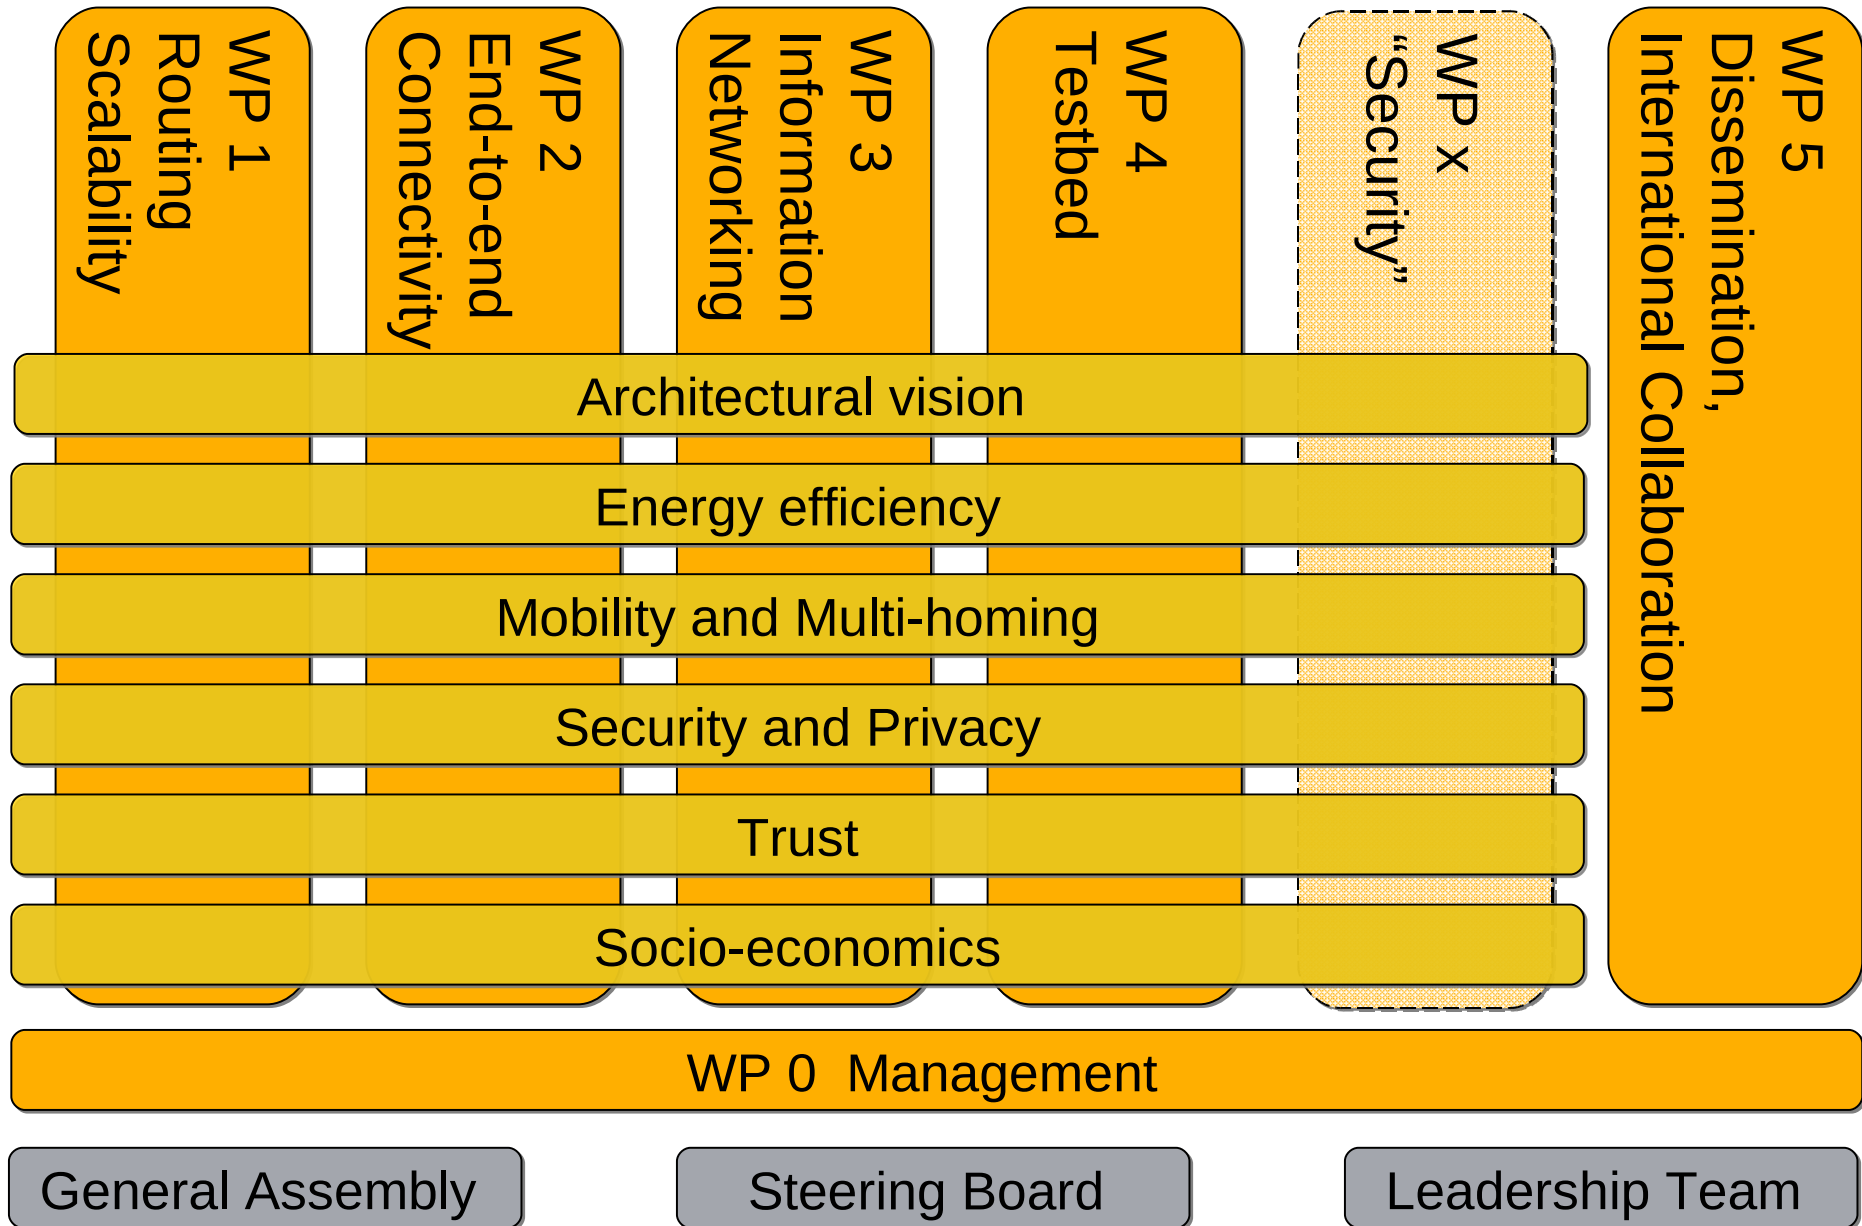 WP 1
Routing
Scalability
WP 2
End-to-end
Connectivity
WP 3
Information
Networking
WP 4
Testbed
WP x
“Security”
WP 5
Dissemination,
International Collaboration
Architectural vision
Energy efficiency
Mobility and Multi-homing
Security and Privacy
Trust
Socio-economics
WP 0  Management
General Assembly
Steering Board
Leadership Team